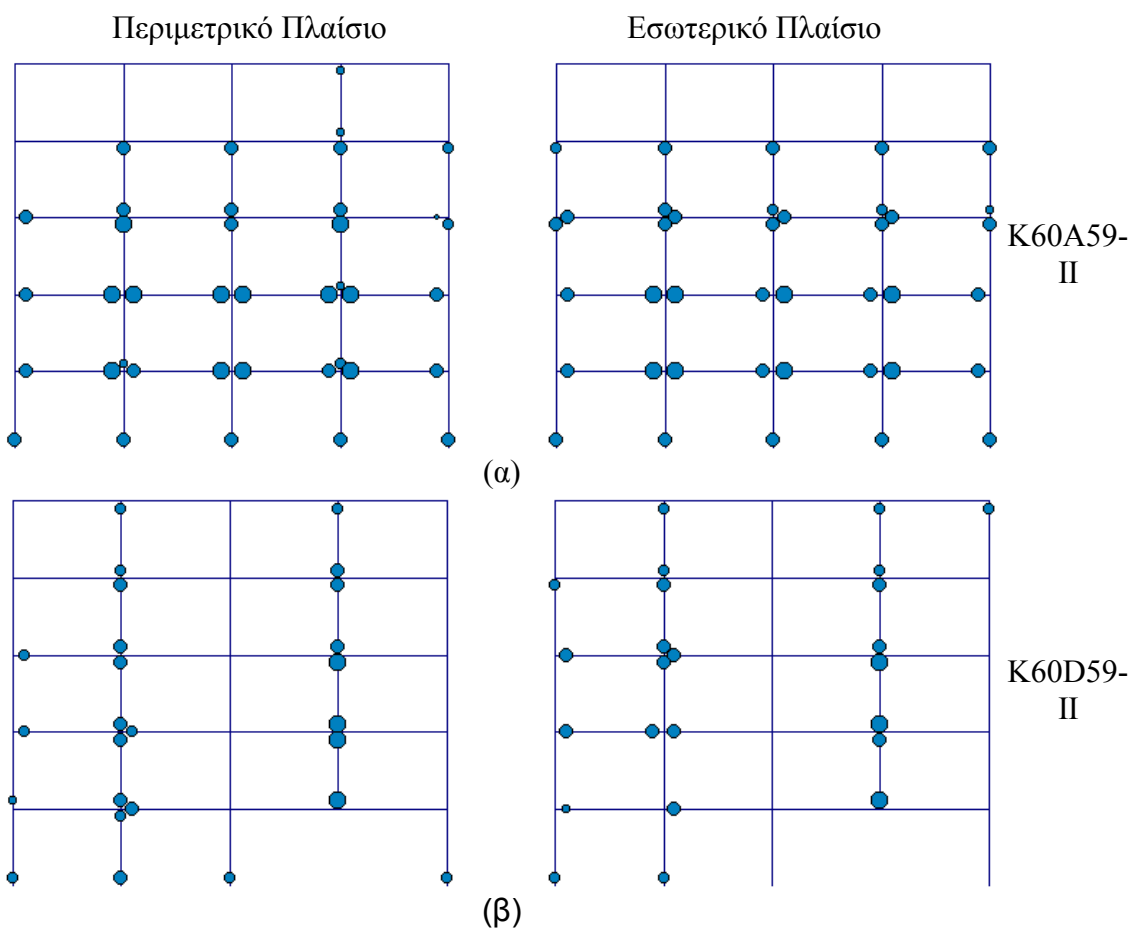 Περιμετρικό Πλαίσιο
Εσωτερικό Πλαίσιο
K60A59-
II
(α)
K60D59-
II
(β)